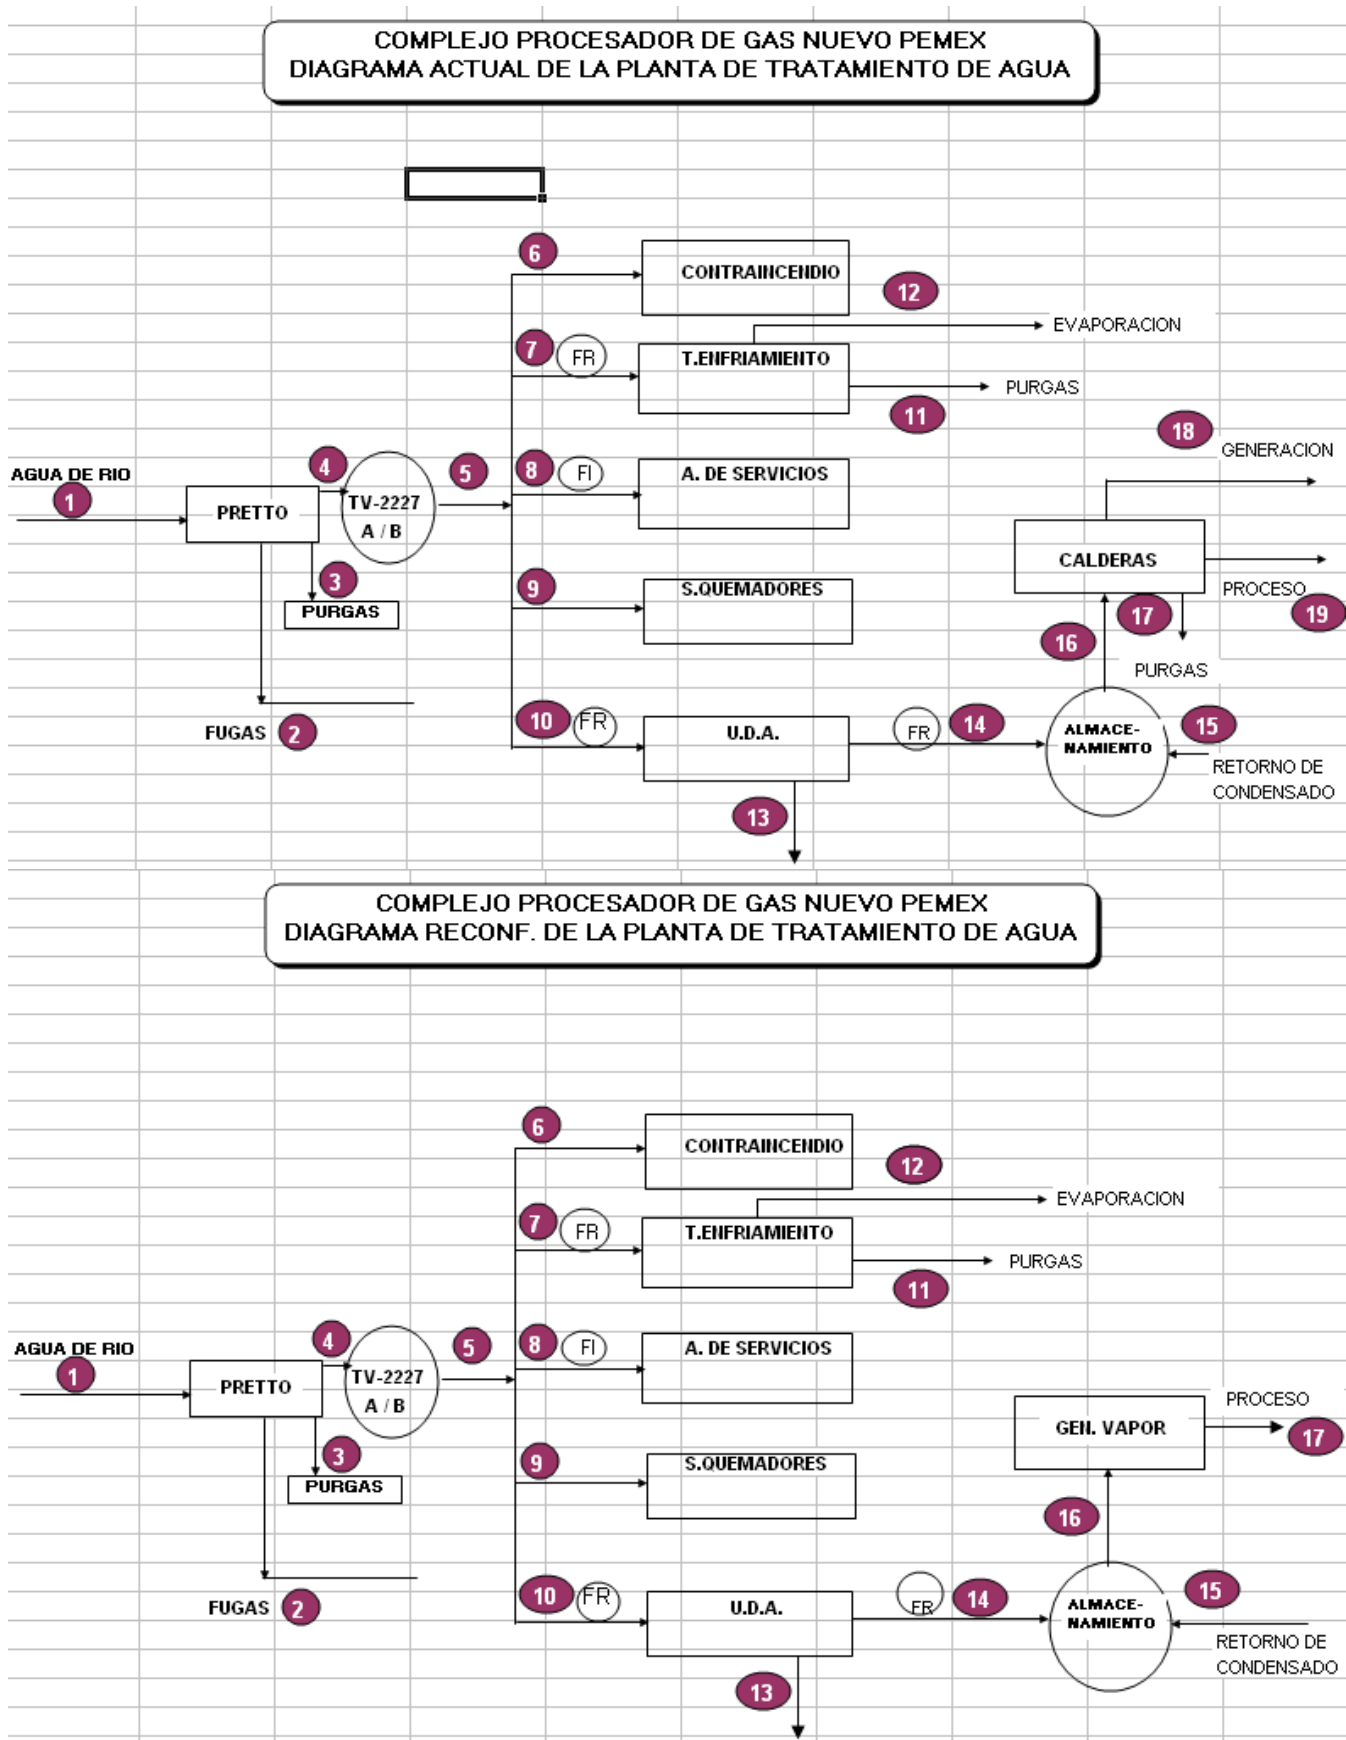 COMPLEJO PROCESADOR DE GAS NUEVO PEMEX
DIAGRAMA ACTUAL DE LA PLANTA DE TRATAMIENTO DE AGUA
6
CONTRAINCENDIO
12
EVAPORACION
7
FR
T.ENFRIAMIENTO
PURGAS
11
18
GENERACION
AGUA DE RIO
1
PRETTO
4
TV-2227
A / B
5
8
FI
A. DE SERVICIOS
CALDERAS
3
PURGAS
9
S.QUEMADORES
17
PROCESO
19
16
PURGAS
FUGAS
2
10
FR
U.D.A.
FR
14
ALMACE-
NAMIENTO
15
RETORNO DE
CONDENSADO
13
COMPLEJO PROCESADOR DE GAS NUEVO PEMEX
DIAGRAMA RECONF. DE LA PLANTA DE TRATAMIENTO DE AGUA
6
CONTRAINCENDIO
12
EVAPORACION
7
FR
T.ENFRIAMIENTO
PURGAS
11
AGUA DE RIO
1
PRETTO
4
TV-2227
A / B
5
8
FI
A. DE SERVICIOS
PROCESO
GEN. VAPOR
17
3
PURGAS
9
S.QUEMADORES
16
FUGAS
2
10
FR
U.D.A.
FR
14
ALMACE-
NAMIENTO
15
RETORNO DE
CONDENSADO
13